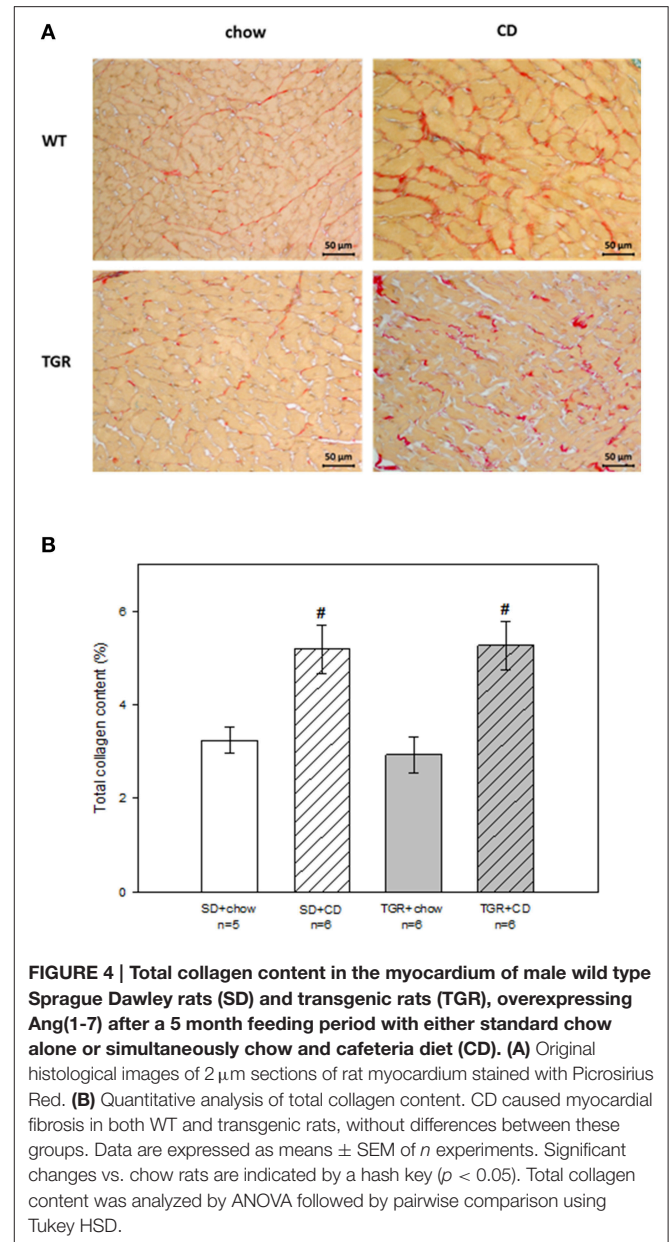 A
chow
CD
WT
50 µm
50 µm
TGR
50 µm
50 µm
B
Total collagen content (%)
6
4
2
0
#
#
SD+chow
n=5
SD+CD
n=6
TGR+chow
n=6
TGR+CD
n=6
FIGURE 4 | Total collagen content in the myocardium of male wild type
Sprague Dawley rats (SD) and transgenic rats (TGR), overexpressing
Ang(1-7) after a 5 month feeding period with either standard chow
alone or simultaneously chow and cafeteria diet (CD). (A) Original
histological images of 2 µm sections of rat myocardium stained with Picrosirius
Red. (B) Quantitative analysis of total collagen content. CD caused myocardial
fibrosis in both WT and transgenic rats, without differences between these
groups. Data are expressed as means ± SEM of n experiments. Significant
changes vs. chow rats are indicated by a hash key (p < 0.05). Total collagen
content was analyzed by ANOVA followed by pairwise comparison using
Tukey HSD.